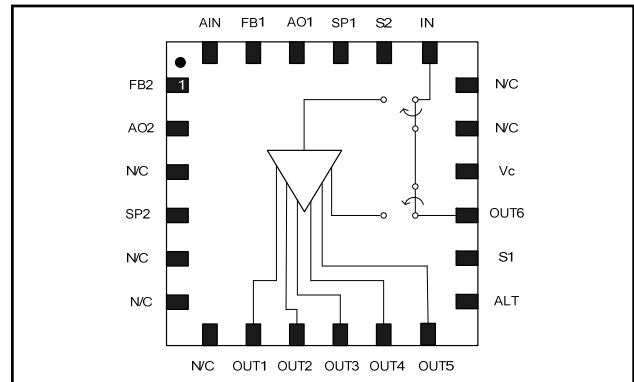 AIN FB1 AO1 SP1 S2 IN
FB2 1 N/C
AO2 N/C
N/C Vc
SP2 OUT6
N/C S1
N/C ALT
N/C OUT1 OUT2 OUT3 OUT4 OUT5